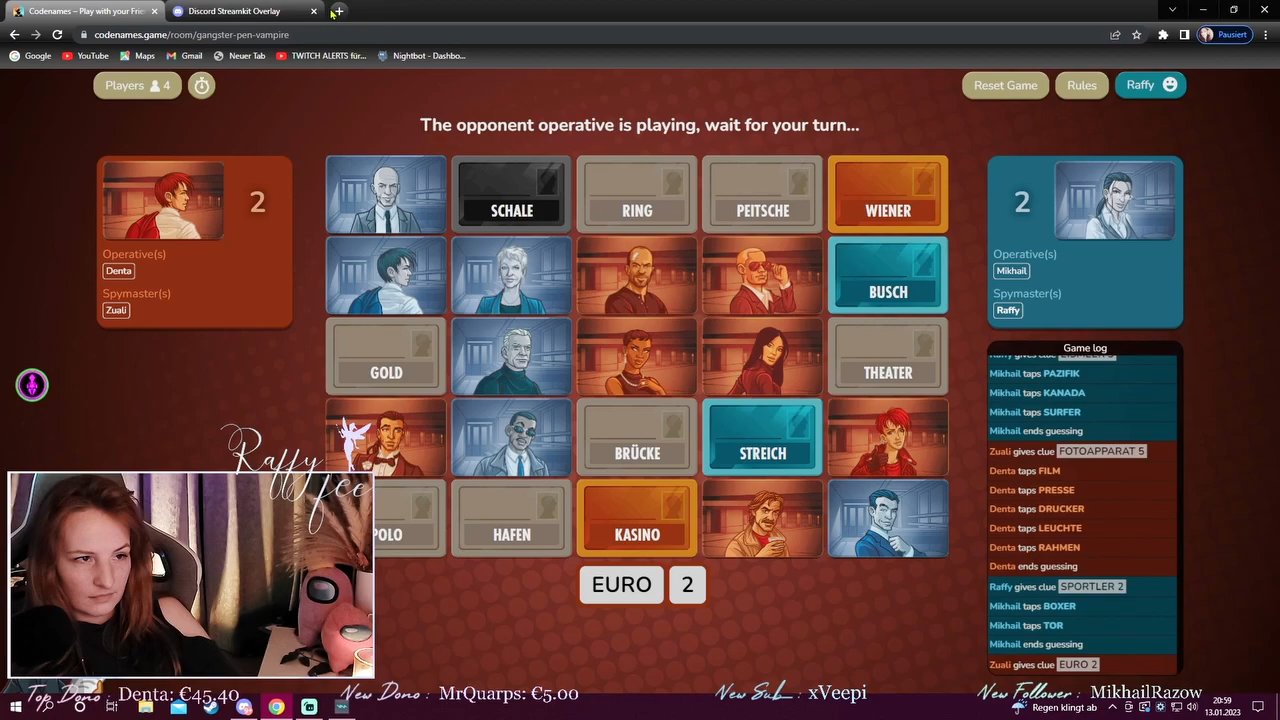 Codenames – Play with your Frie
Discord Streamkit Overlay
codenames.game/room/gangster-pen-vampire
Pausiert
Google
YouTube
Maps
Gmail
Neuer Tab
TWITCH ALERTS für...
Nightbot - Dashbo...
Players 4
Reset Game
Rules
Raffy
The opponent operative is playing, wait for your turn...
2
Operative(s)
Denta
Spymaster(s)
Zuali
SCHALE
RING
PEITSCHE
WIENER
BUSCH
GOLD
THEATER
BRÜCKE
STREICH
POLO
HAFEN
KASINO
EURO 2
2
Operative(s)
Mikhail
Spymaster(s)
Raffy
Game log
Mikhail taps PAZIFIK
Mikhail taps KANADA
Mikhail taps SURFER
Mikhail ends guessing
Zuali gives clue FOTOAPPARAT 5
Denta taps FILM
Denta taps PRESSE
Denta taps DRUCKER
Denta taps LEUCHTE
Denta taps RAHMEN
Denta ends guessing
Raffy gives clue SPORTLER 2
Mikhail taps BOXER
Mikhail taps TOR
Mikhail ends guessing
Zuali gives clue EURO 2
Raffy
fee
Top Dono : Denta: €45.40
New Dono : MrQuarps: €5.00
New Sub : xVeepi
New Follower : MikhailRazow
Regen klingt ab
20:59
13.01.2023